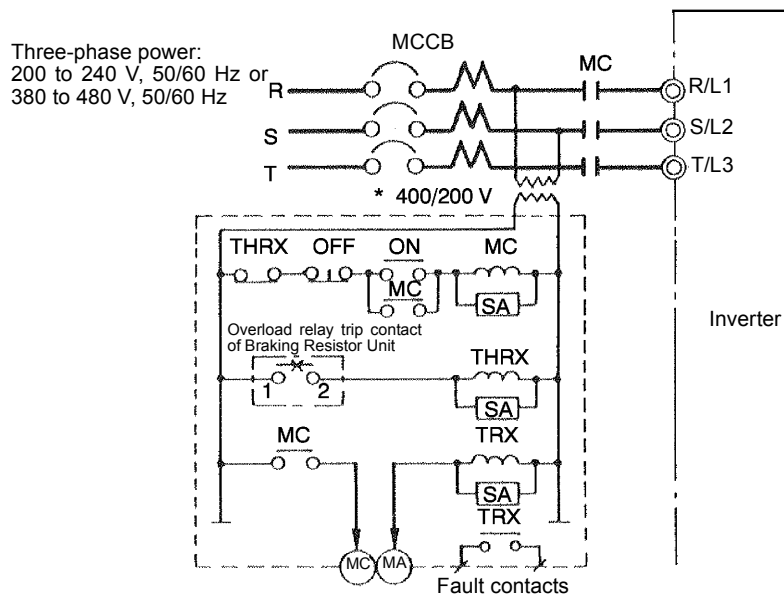 Three-phase power:
200 to 240 V, 50/60 Hz or
380 to 480 V, 50/60 Hz
MCCB
MC
Inverter
R
R/L1
S
S/L2
T
T/L3
* 400/200 V
THRX OFF ON MC
MC
SA
Overload relay trip contact
of Braking Resistor Unit
THRX
1 2
SA
MC
TRX
SA
TRX
MC MA
Fault contacts